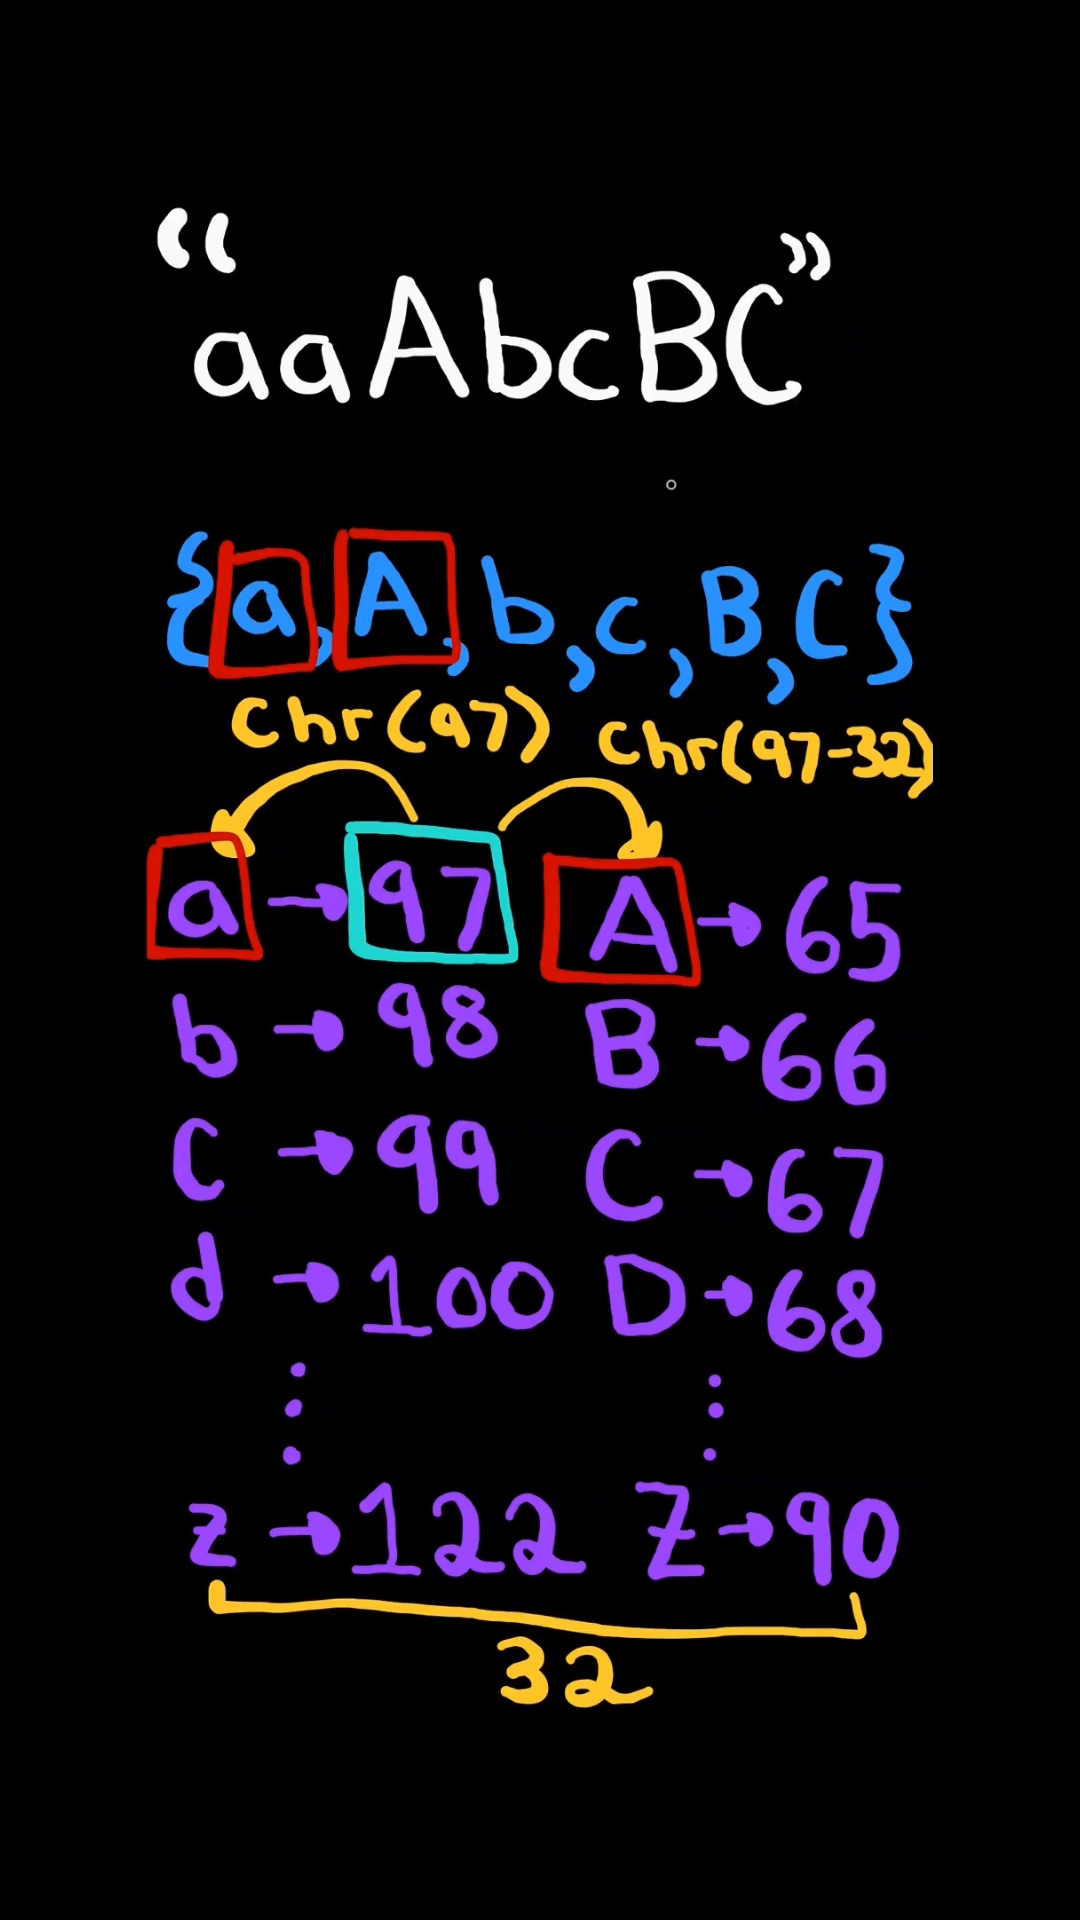 “aaAbcBC”
{a, A, b, c, B, C}
Chr(97) Chr(97-32)
a → 97 A → 65
b → 98 B → 66
c → 99 C → 67
d → 100 D → 68
z → 122 Z → 90
32